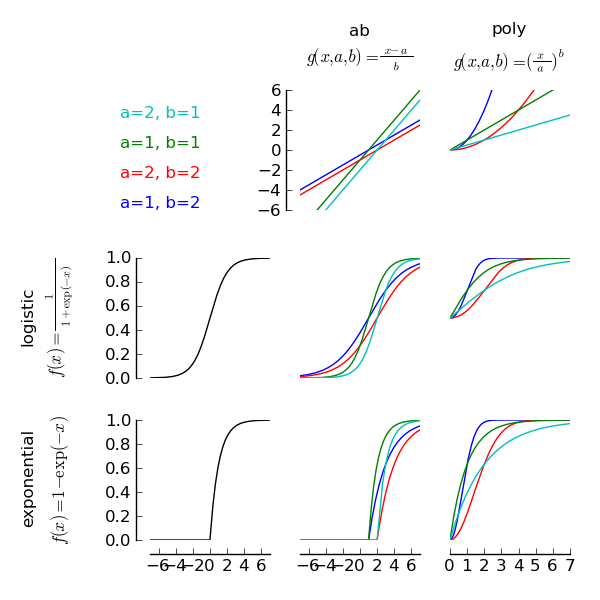 ab
poly
g(x,a,b) = x−a / b
g(x,a,b) = (x / a)^b
a=2, b=1
a=1, b=1
a=2, b=2
a=1, b=2
6
4
2
0
−2
−4
−6
logistic
f(x) = 1 / 1+exp(−x)
1.0
0.8
0.6
0.4
0.2
0.0
exponential
f(x)=1−exp(−x)
1.0
0.8
0.6
0.4
0.2
0.0
−6 −4 −2 0 2 4 6
−6 −4 −2 0 2 4 6
0 1 2 3 4 5 6 7